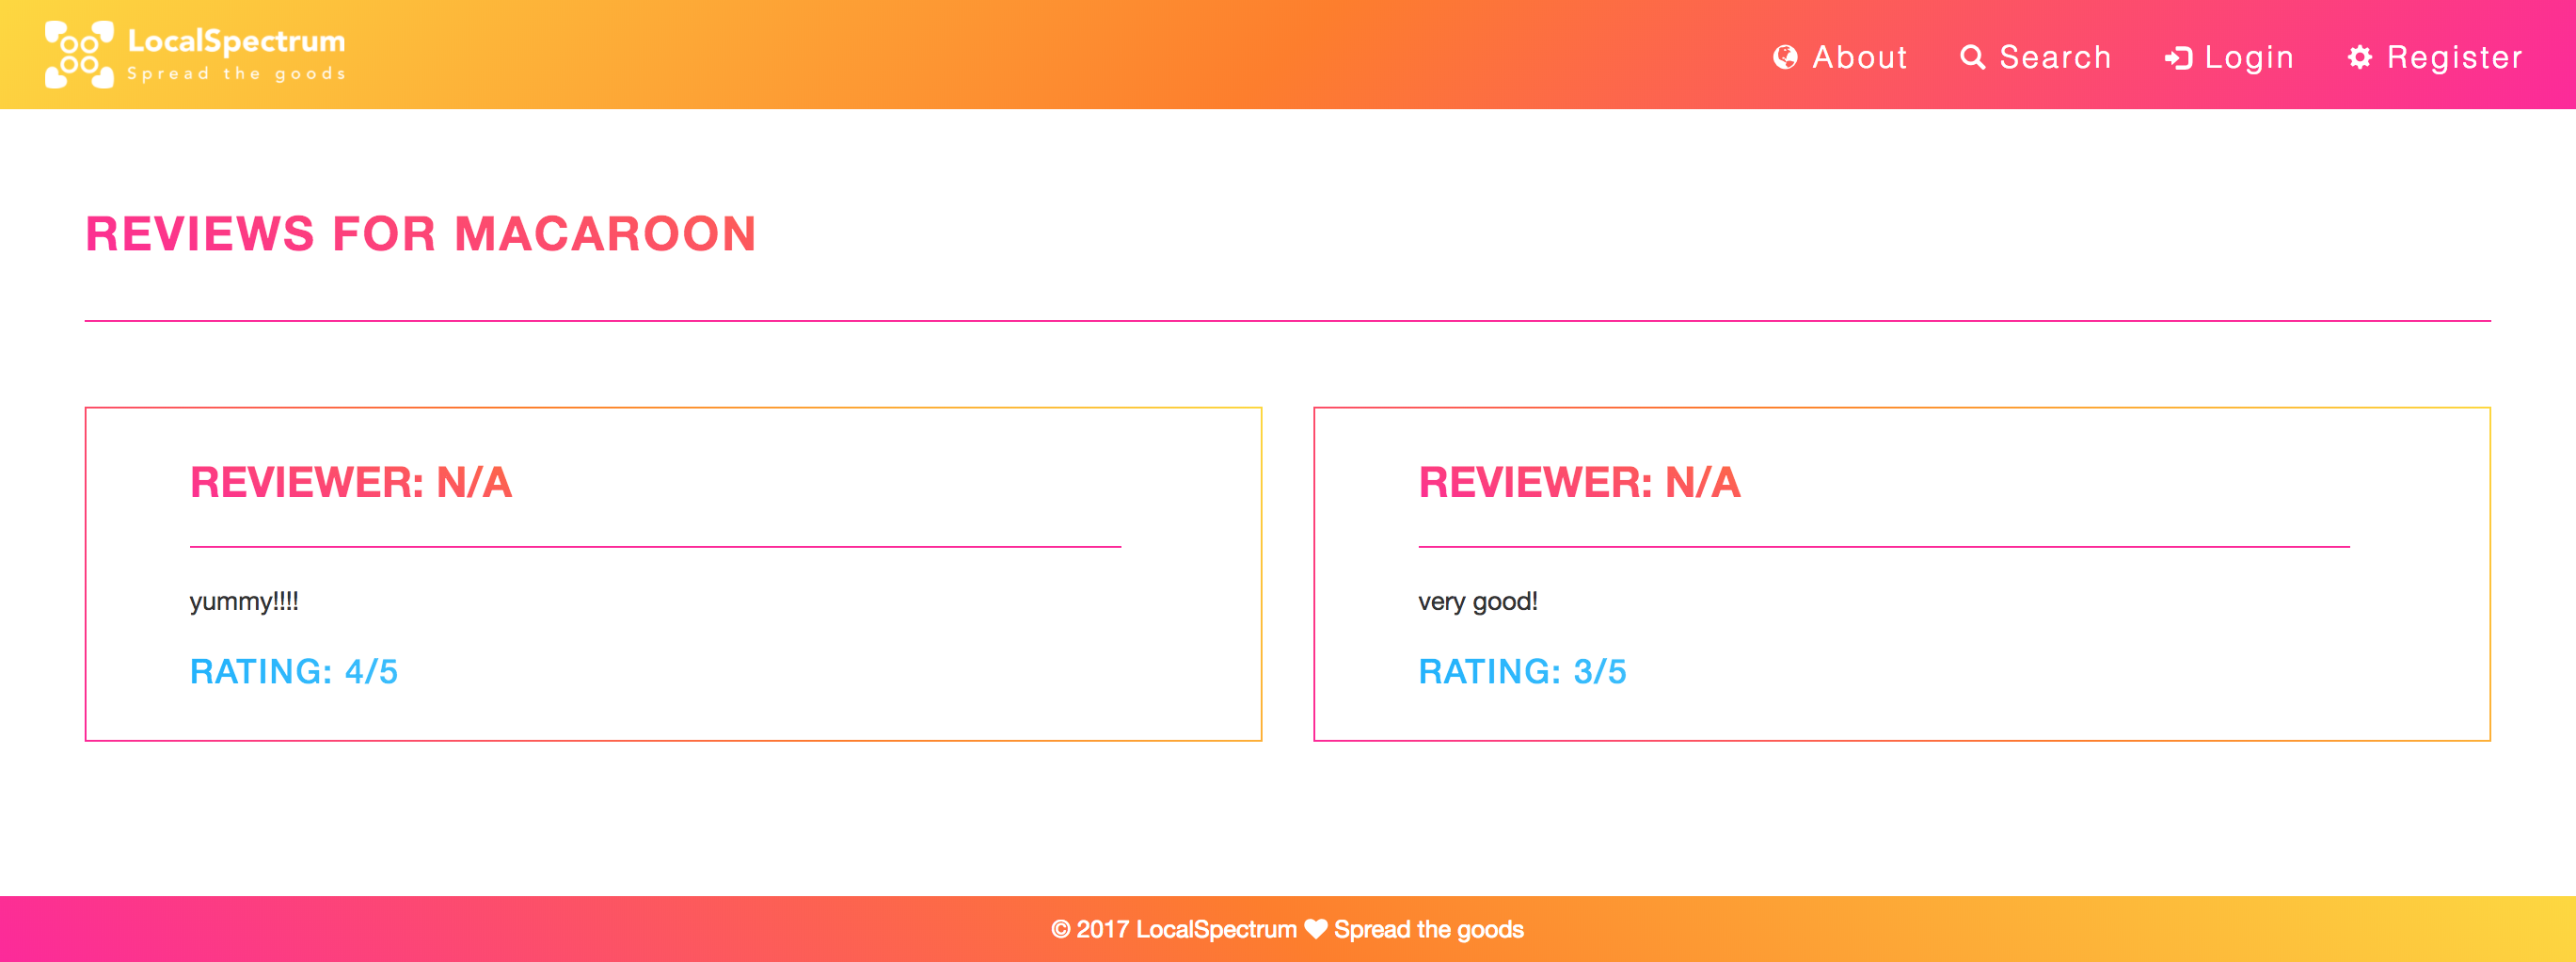 LocalSpectrum
Spread the goods
About Search Login Register
REVIEWS FOR MACAROON
REVIEWER: N/A
yummy!!!!
RATING: 4/5
REVIEWER: N/A
very good!
RATING: 3/5
© 2017 LocalSpectrum ♥ Spread the goods